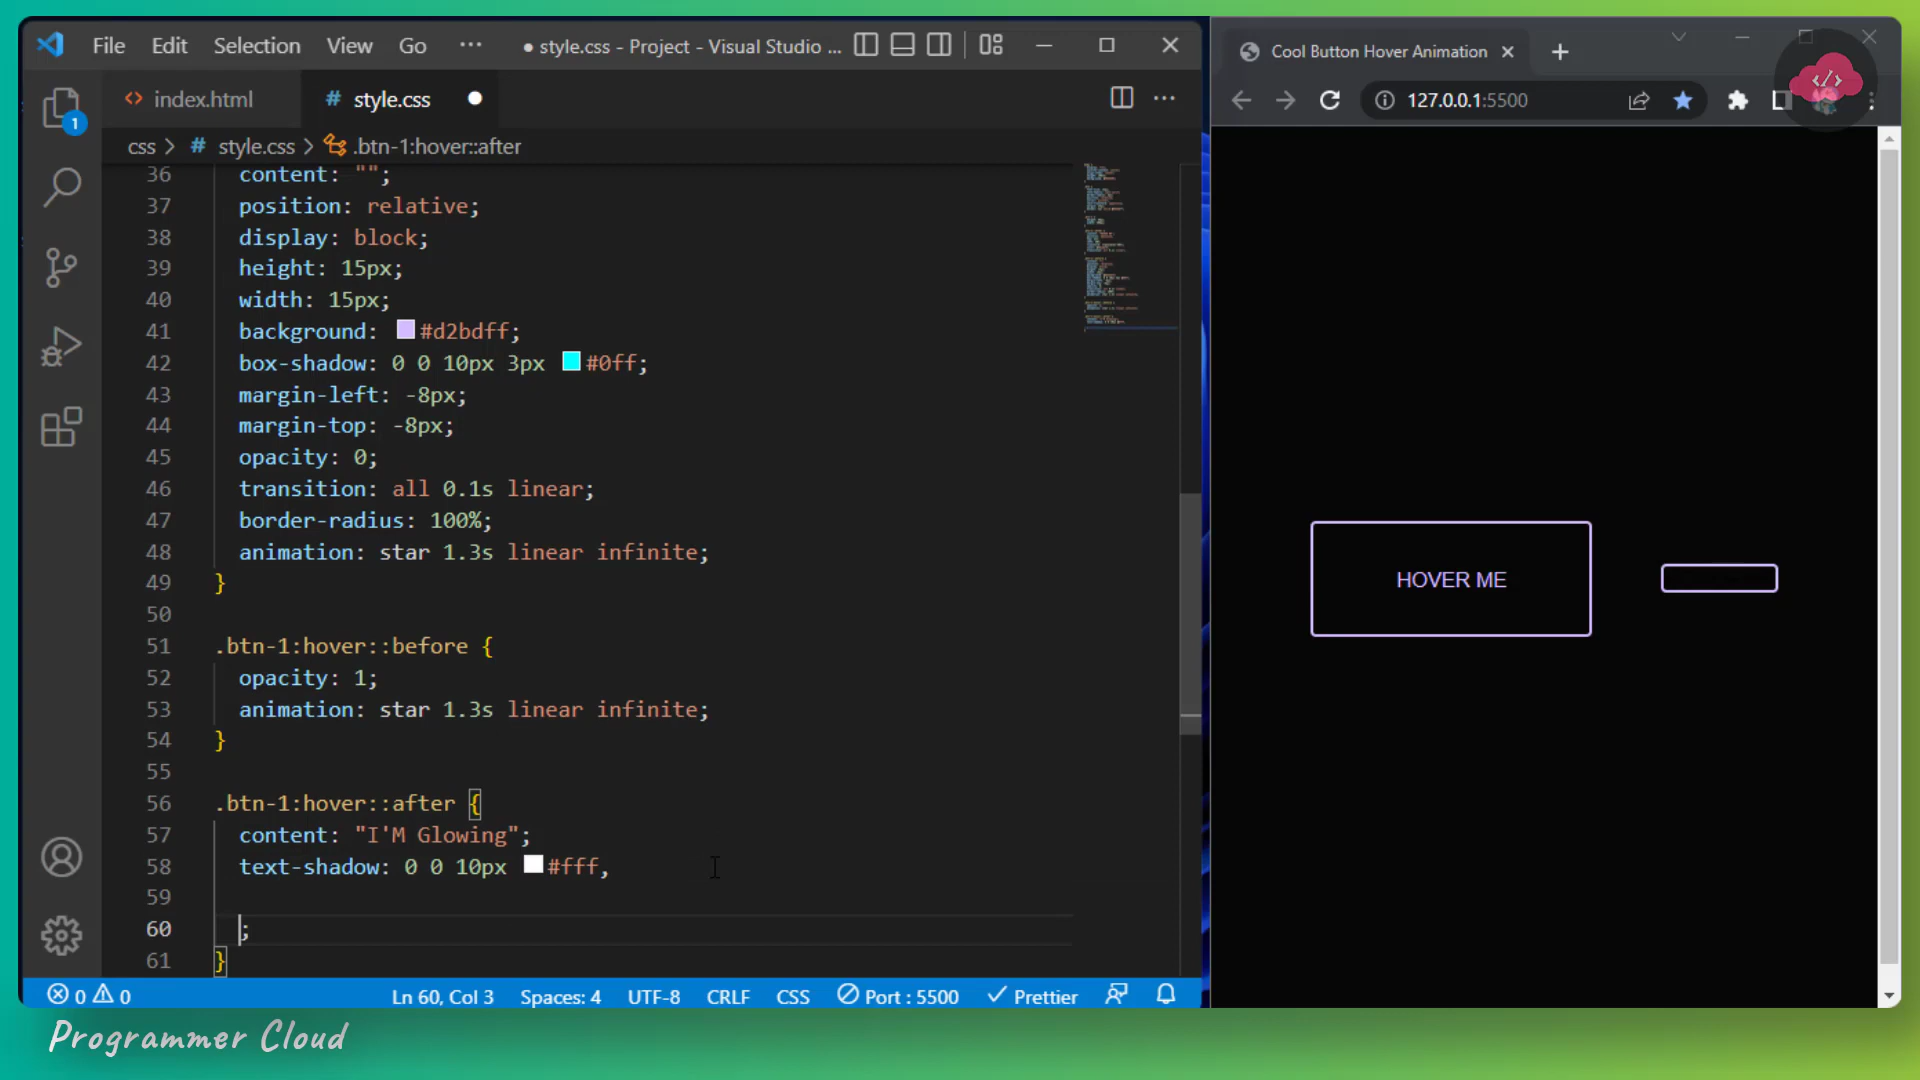 File Edit Selection View Go ··· ● style.css - Project - Visual Studio ...
index.html # style.css
css > # style.css > .btn-1:hover::after
36 content: "";
37 position: relative;
38 display: block;
39 height: 15px;
40 width: 15px;
41 background: #d2bdff;
42 box-shadow: 0 0 10px 3px #0ff;
43 margin-left: -8px;
44 margin-top: -8px;
45 opacity: 0;
46 transition: all 0.1s linear;
47 border-radius: 100%;
48 animation: star 1.3s linear infinite;
49 }
50
51 .btn-1:hover::before {
52 opacity: 1;
53 animation: star 1.3s linear infinite;
54 }
55
56 .btn-1:hover::after {
57 content: "I'M Glowing";
58 text-shadow: 0 0 10px #fff,
59
60 ;
61 }
1
0 0 Ln 60, Col 3 Spaces: 4 UTF-8 CRLF CSS Port : 5500 Prettier
Cool Button Hover Animation
127.0.0.1:5500
HOVER ME
Programmer Cloud